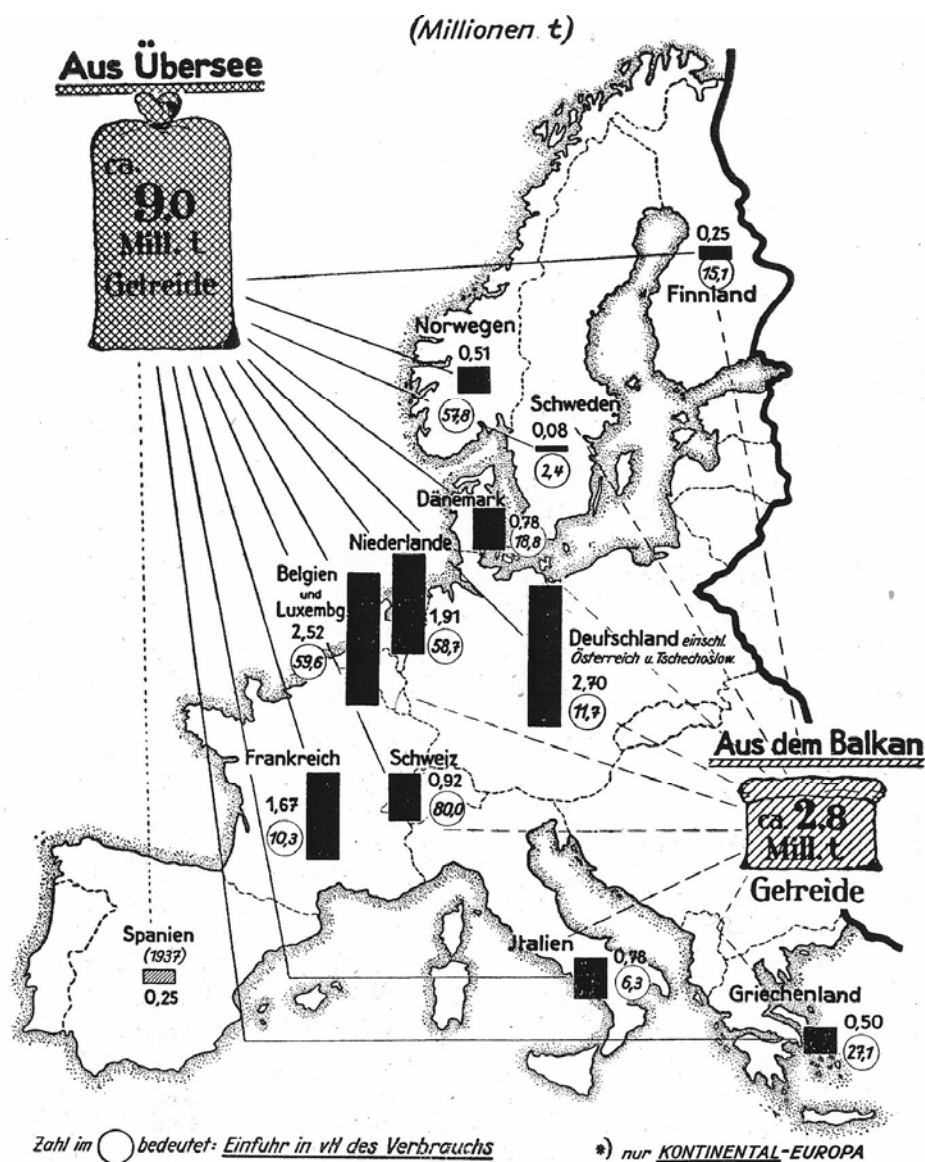 (Millionen t)
Aus Übersee
ca.
9,0
Mill. t
Getreide
0,25
15,1
Finnland
Norwegen
0,51
57,8
Schweden
0,08
2,4
Dänemark
0,78
18,8
Niederlande
1,91
58,7
Belgien
und
Luxembg.
2,52
59,6
Deutschland einschl.
Österreich u. Tschechoslow.
2,70
11,7
Frankreich
1,67
10,3
Schweiz
0,92
80,0
Aus dem Balkan
ca. 2,8
Mill. t
Getreide
Spanien
(1937)
0,25
Italien
0,78
6,3
Griechenland
0,50
27,1
Zahl im ◯ bedeutet: Einfuhr in vH des Verbrauchs
*) nur KONTINENTAL-EUROPA